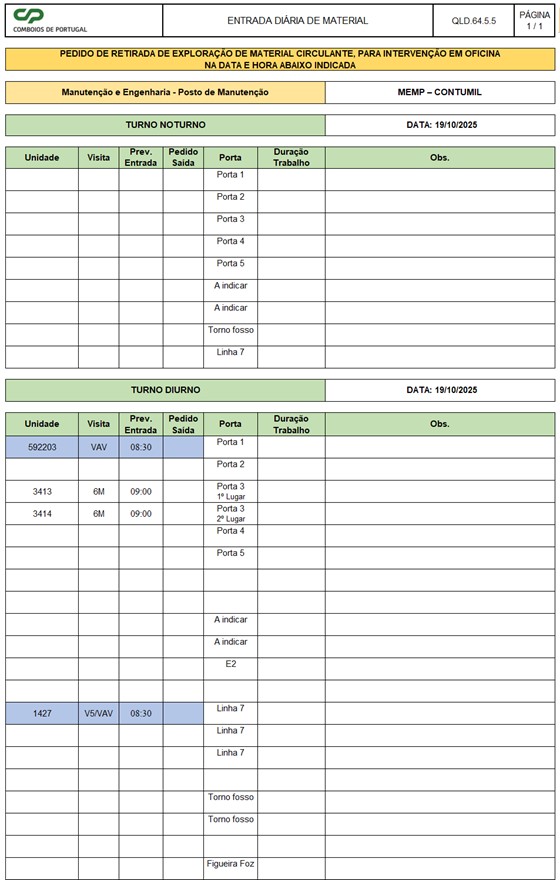 CP
COMBOIOS DE PORTUGAL
ENTRADA DIÁRIA DE MATERIAL
QLD.64.5.5
PÁGINA
1 / 1
PEDIDO DE RETIRADA DE EXPLORAÇÃO DE MATERIAL CIRCULANTE, PARA INTERVENÇÃO EM OFICINA
NA DATA E HORA ABAIXO INDICADA
Manutenção e Engenharia - Posto de Manutenção MEMP – CONTUMIL
TURNO NOTURNO DATA: 19/10/2025
Unidade Visita Prev. Entrada Pedido Saída Porta Duração Trabalho Obs.
Porta 1
Porta 2
Porta 3
Porta 4
Porta 5
A indicar
A indicar
Torno fosso
Linha 7
TURNO DIURNO DATA: 19/10/2025
Unidade Visita Prev. Entrada Pedido Saída Porta Duração Trabalho Obs.
592203 VAV 08:30 Porta 1
Porta 2
3413 6M 09:00 Porta 3 1º Lugar
3414 6M 09:00 Porta 3 2º Lugar
Porta 4
Porta 5
A indicar
A indicar
E2
1427 V5/VAV 08:30 Linha 7
Linha 7
Linha 7
Torno fosso
Torno fosso
Figueira Foz